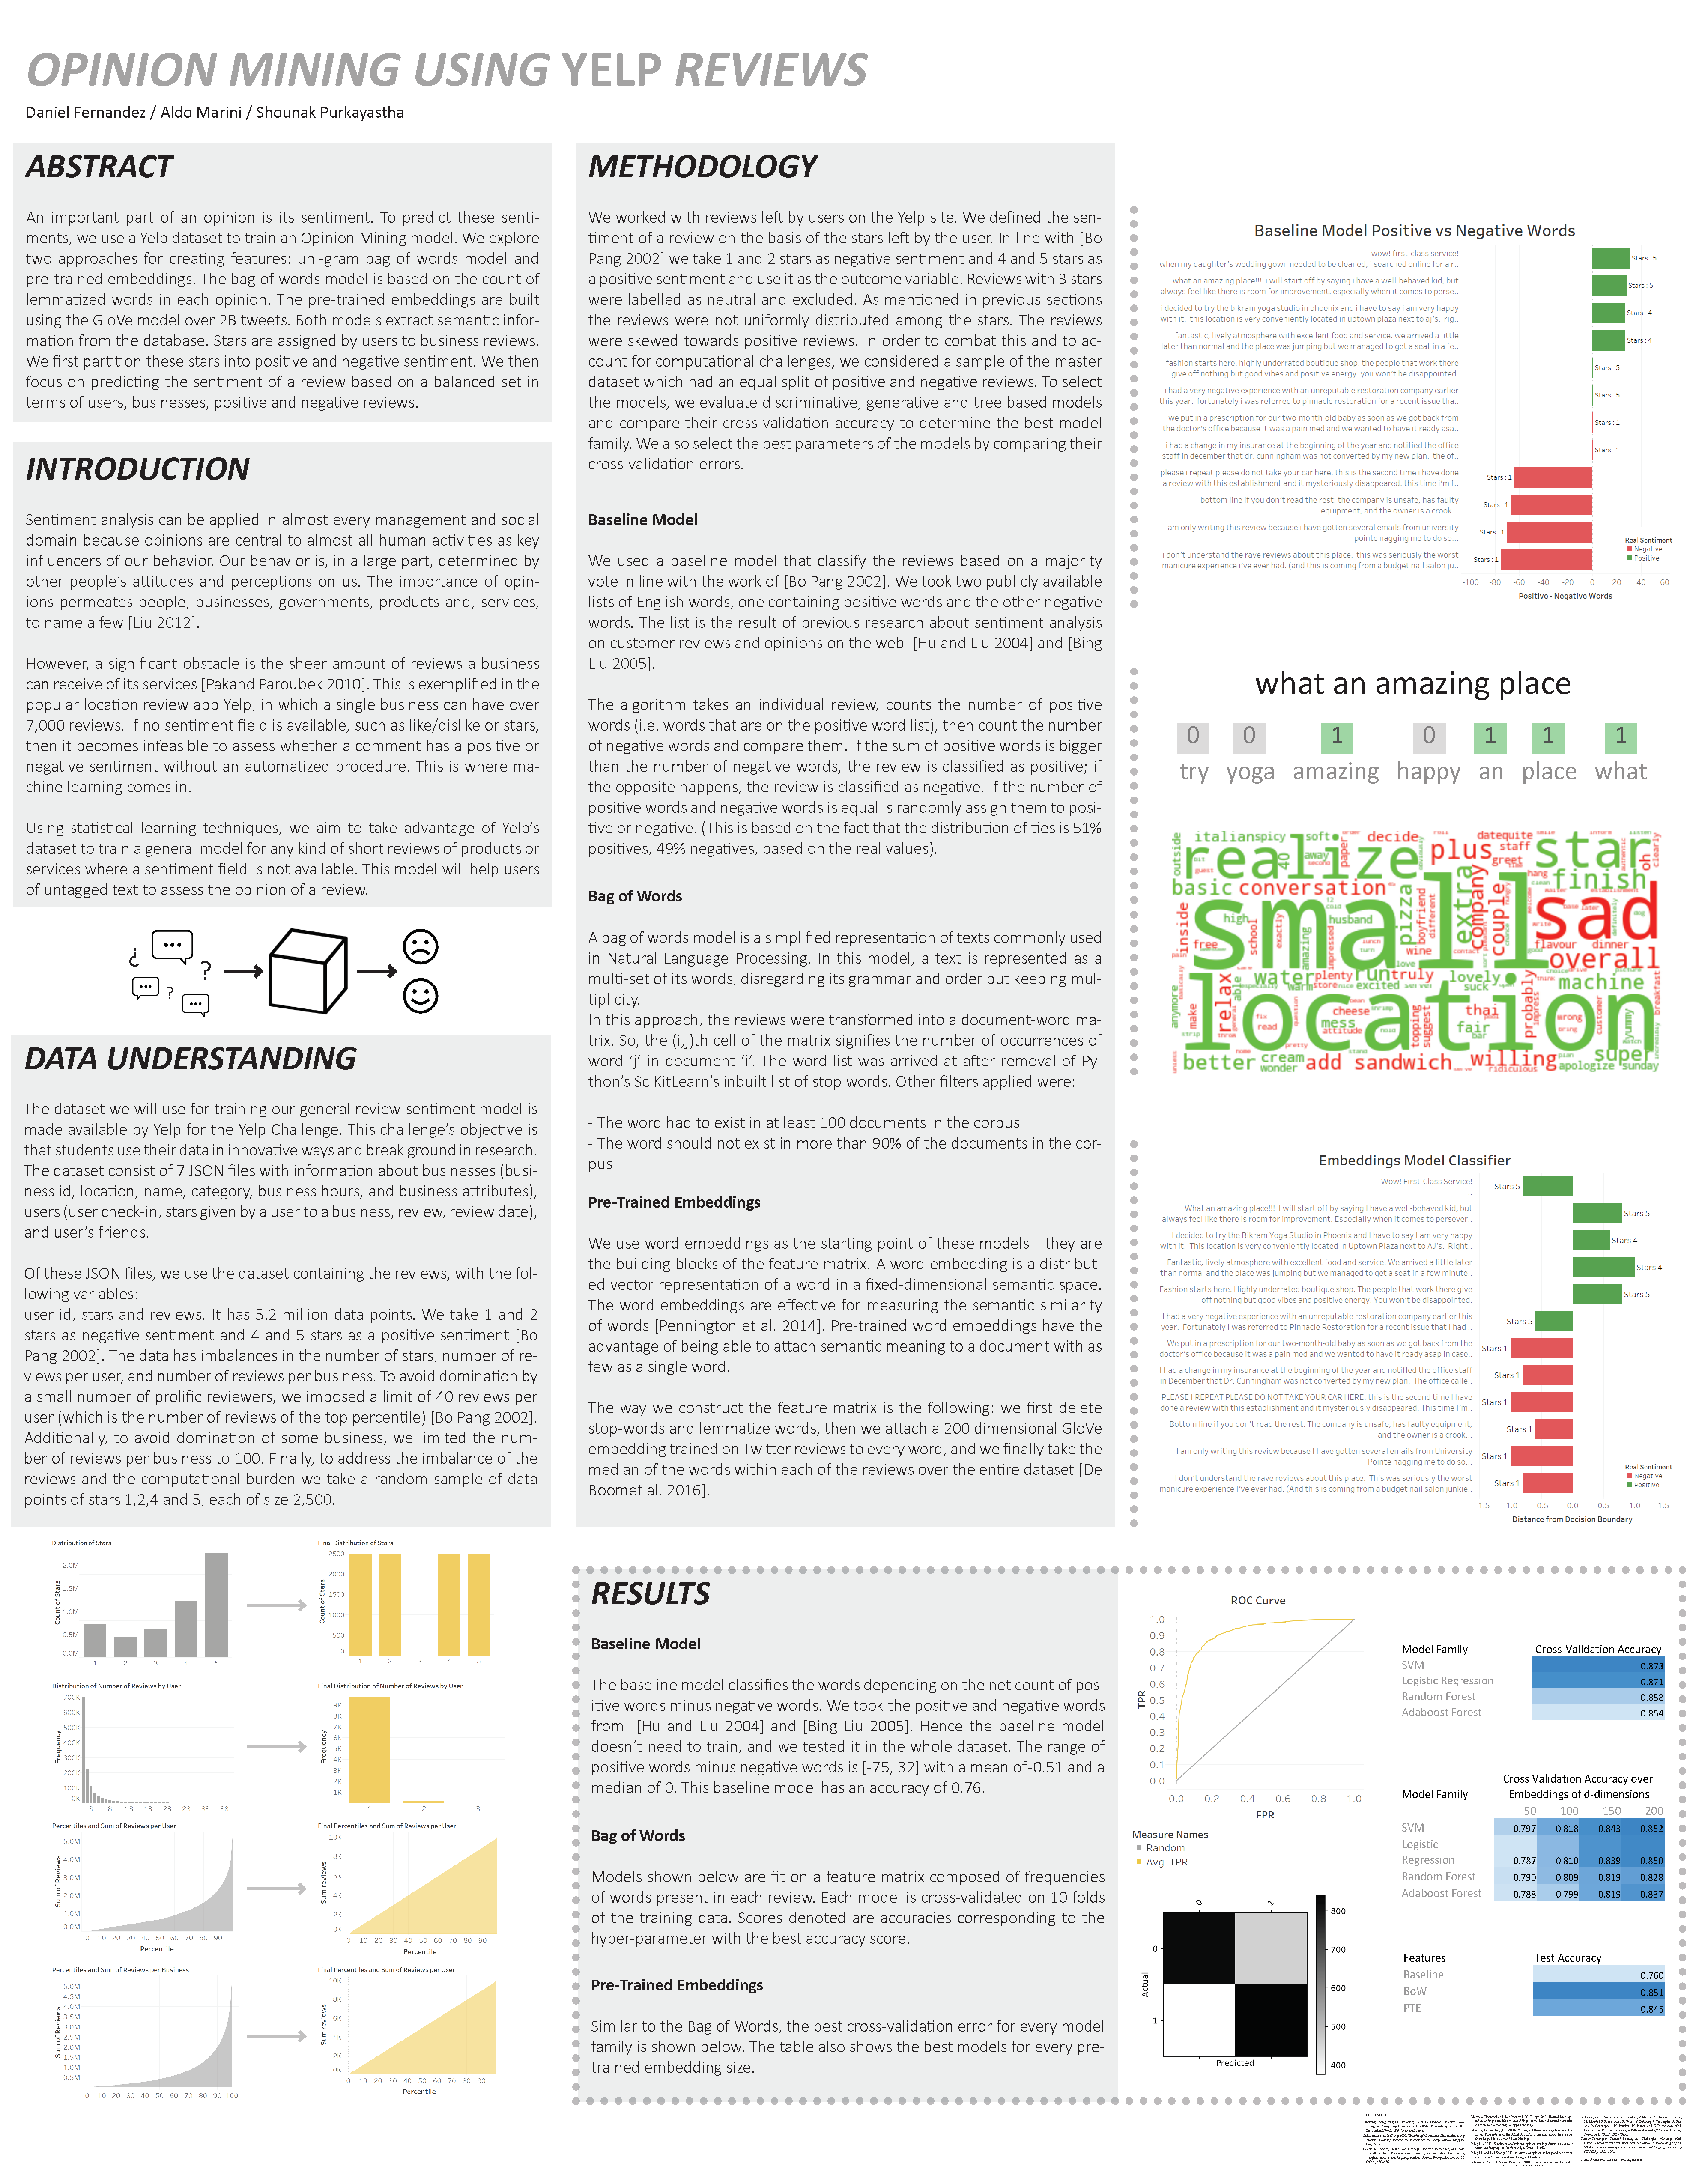 OPINION MINING USING YELP REVIEWS
Daniel Fernandez / Aldo Marini / Shounak Purkayastha
ABSTRACT
An important part of an opinion is its sentiment. To predict these senti-
ments, we use a Yelp dataset to train an Opinion Mining model. We explore
two approaches for creating features: uni-gram bag of words model and
pre-trained embeddings. The bag of words model is based on the count of
lemmatized words in each opinion. The pre-trained embeddings are built
using the GloVe model over 2B tweets. Both models extract semantic infor-
mation from the database. Stars are assigned by users to business reviews.
We first partition these stars into positive and negative sentiment. We then
focus on predicting the sentiment of a review based on a balanced set in
terms of users, businesses, positive and negative reviews.
INTRODUCTION
Sentiment analysis can be applied in almost every management and social
domain because opinions are central to almost all human activities as key
influencers of our behavior. Our behavior is, in a large part, determined by
other people's attitudes and perceptions on us. The importance of opin-
ions permeates people, businesses, governments, products and, services,
to name a few [Liu 2012].
However, a significant obstacle is the sheer amount of reviews a business
can receive of its services [Pakand Paroubek 2010]. This is exemplified in the
popular location review app Yelp, in which a single business can have over
7,000 reviews. If no sentiment field is available, such as like/dislike or stars,
then it becomes infeasible to assess whether a comment has a positive or
negative sentiment without an automatized procedure. This is where ma-
chine learning comes in.
Using statistical learning techniques, we aim to take advantage of Yelp's
dataset to train a general model for any kind of short reviews of products or
services where a sentiment field is not available. This model will help users
of untagged text to assess the opinion of a review.
DATA UNDERSTANDING
The dataset we will use for training our general review sentiment model is
made available by Yelp for the Yelp Challenge. This challenge's objective is
that students use their data in innovative ways and break ground in research.
The dataset consist of 7 JSON files with information about businesses (busi-
ness id, location, name, category, business hours, and business attributes),
users (user check-in, stars given by a user to a business, review, review date),
and user's friends.
Of these JSON files, we use the dataset containing the reviews, with the fol-
lowing variables:
user id, stars and reviews. It has 5.2 million data points. We take 1 and 2
stars as negative sentiment and 4 and 5 stars as a positive sentiment [Bo
Pang 2002]. The data has imbalances in the number of stars, number of re-
views per user, and number of reviews per business. To avoid domination by
a small number of prolific reviewers, we imposed a limit of 40 reviews per
user (which is the number of reviews of the top percentile) [Bo Pang 2002].
Additionally, to avoid domination of some business, we limited the num-
ber of reviews per business to 100. Finally, to address the imbalance of the
reviews and the computational burden we take a random sample of data
points of stars 1,2,4 and 5, each of size 2,500.
Distribution of Stars
Count of Stars
2.0M
1.5M
1.0M
0.5M
0.0M
1 2 3 4 5
Final Distribution of Stars
Count of Stars
2500
2000
1000
500
0
1 2 3 4 5
Distribution of Number of Reviews by User
Frequency
700K
600K
400K
300K
200K
100K
0K
3 8 13 18 23 28 33 38
Final Distribution of Number of Reviews by User
Frequency
9K
8K
7K
6K
5K
4K
3K
2K
1K
1 2 3
Percentiles and Sum of Reviews per User
Sum of Reviews
5.0M
4.0M
3.0M
2.0M
1.0M
0.0M
0 10 20 30 40 50 60 70 80 90
Percentile
Final Percentiles and Sum of Reviews per User
Sum reviews
10K
8K
6K
4K
2K
0K
0 10 20 30 40 50 60 70 80 90
Percentile
Percentiles and Sum of Reviews per Business
Sum of Reviews
5.0M
4.5M
4.0M
3.5M
3.0M
2.5M
2.0M
1.5M
1.0M
0.5M
0 10 20 30 40 50 60 70 80 90 100
Final Percentiles and Sum of Reviews per User
Sum reviews
10K
8K
6K
4K
2K
0K
0 10 20 30 40 50 60 70 80 90
Percentile
METHODOLOGY
We worked with reviews left by users on the Yelp site. We defined the sen-
timent of a review on the basis of the stars left by the user. In line with [Bo
Pang 2002] we take 1 and 2 stars as negative sentiment and 4 and 5 stars as
a positive sentiment and use it as the outcome variable. Reviews with 3 stars
were labelled as neutral and excluded. As mentioned in previous sections
the reviews were not uniformly distributed among the stars. The reviews
were skewed towards positive reviews. In order to combat this and to ac-
count for computational challenges, we considered a sample of the master
dataset which had an equal split of positive and negative reviews. To select
the models, we evaluate discriminative, generative and tree based models
and compare their cross-validation accuracy to determine the best model
family. We also select the best parameters of the models by comparing their
cross-validation errors.
Baseline Model
We used a baseline model that classify the reviews based on a majority
vote in line with the work of [Bo Pang 2002]. We took two publicly available
lists of English words, one containing positive words and the other negative
words. The list is the result of previous research about sentiment analysis
on customer reviews and opinions on the web [Hu and Liu 2004] and [Bing
Liu 2005].
The algorithm takes an individual review, counts the number of positive
words (i.e. words that are on the positive word list), then count the number
of negative words and compare them. If the sum of positive words is bigger
than the number of negative words, the review is classified as positive; if
the opposite happens, the review is classified as negative. If the number of
positive words and negative words is equal is randomly assign them to posi-
tive or negative. (This is based on the fact that the distribution of ties is 51%
positives, 49% negatives, based on the real values).
Bag of Words
A bag of words model is a simplified representation of texts commonly used
in Natural Language Processing. In this model, a text is represented as a
multi-set of its words, disregarding its grammar and order but keeping mul-
tiplicity.
In this approach, the reviews were transformed into a document-word ma-
trix. So, the (i,j)th cell of the matrix signifies the number of occurrences of
word 'j' in document 'i'. The word list was arrived at after removal of Py-
thon's SciKitLearn's inbuilt list of stop words. Other filters applied were:
- The word had to exist in at least 100 documents in the corpus
- The word should not exist in more than 90% of the documents in the cor-
pus
Pre-Trained Embeddings
We use word embeddings as the starting point of these models—they are
the building blocks of the feature matrix. A word embedding is a distribut-
ed vector representation of a word in a fixed-dimensional semantic space.
The word embeddings are effective for measuring the semantic similarity
of words [Pennington et al. 2014]. Pre-trained word embeddings have the
advantage of being able to attach semantic meaning to a document with as
few as a single word.
The way we construct the feature matrix is the following: we first delete
stop-words and lemmatize words, then we attach a 200 dimensional GloVe
embedding trained on Twitter reviews to every word, and we finally take the
median of the words within each of the reviews over the entire dataset [De
Boomet al. 2016].
Baseline Model Positive vs Negative Words
wow! first-class service!
when my daughter's wedding gown needed to be cleaned, i searched online for a r..
Stars : 5
what an amazing place!!! i will start off by saying i have a well-behaved kid, but
always feel like there is room for improvement. especially when it comes to perse..
Stars : 5
i decided to try the bikram yoga studio in phoenix and i have to say i am very happy
with it. this location is very conveniently located in uptown plaza next to aj's. rig..
Stars : 4
fantastic, lively atmosphere with excellent food and service. we arrived a little
later than normal and the place was jumping but we managed to get a seat in a fe..
Stars : 4
fashion starts here. highly underrated boutique shop. the people that work there
give off nothing but good vibes and positive energy. you won't be disappointed.
Stars : 5
i had a very negative experience with an unreputable restoration company earlier
this year. fortunately i was referred to pinnacle restoration for a recent issue tha..
Stars : 5
we put in a prescription for our two-month-old baby as soon as we got back from
the doctor's office because it was a pain med and we wanted to have it ready asa..
Stars : 1
i had a change in my insurance at the beginning of the year and notified the office
staff in december that dr. cunningham was not converted by my new plan. the of..
Stars : 1
please i repeat please do not take your car here. this is the second time i have done
a review with this establishment and it mysteriously disappeared. this time i'm f..
Stars : 1
bottom line if you don't read the rest: the company is unsafe, has faulty
equipment, and the owner is a crook...
Stars : 1
i am only writing this review because i have gotten several emails from university
pointe nagging me to do so...
Stars : 1
i don't understand the rave reviews about this place. this was seriously the worst
manicure experience i've ever had. (and this is coming from a budget nail salon ju..
Stars : 1
Real Sentiment
Negative
Positive
-100 -80 -60 -40 -20 0 20 40 60
Positive - Negative Words
what an amazing place
0 0 1 0 1 1 1
try yoga amazing happy an place what
outside italian spicy soft decide datequite
realize 40 away paper plus staff greet star oh clearly
basic conversation pizza boyfriend different extra company couple hang finish
small sad
inside high school exactly husband
free amazing impressed wine flavour dinner
love overall
water plenty run truly lovely machine
able warm store nice excited suck
location
anymore make relax cheese topping suggest thai probably wrong customer yummy breakfast
fix read mess attitude fair bar
better cream add sandwich willing super
wonder ridiculous apologize sunday
Embeddings Model Classifier
Wow! First-Class Service!
..
Stars 5
What an amazing place!!! I will start off by saying I have a well-behaved kid, but
always feel like there is room for improvement. Especially when it comes to persever..
Stars 5
I decided to try the Bikram Yoga Studio in Phoenix and I have to say I am very happy
with it. This location is very conveniently located in Uptown Plaza next to AJ's. Right..
Stars 4
Fantastic, lively atmosphere with excellent food and service. We arrived a little later
than normal and the place was jumping but we managed to get a seat in a few minute..
Stars 4
Fashion starts here. Highly underrated boutique shop. The people that work there give
off nothing but good vibes and positive energy. You won't be disappointed.
Stars 5
I had a very negative experience with an unreputable restoration company earlier this
year. Fortunately I was referred to Pinnacle Restoration for a recent issue that I had...
Stars 5
We put in a prescription for our two-month-old baby as soon as we got back from the
doctor's office because it was a pain med and we wanted to have it ready asap in case..
Stars 1
I had a change in my insurance at the beginning of the year and notified the office staff
in December that Dr. Cunningham was not converted by my new plan. The office calle..
Stars 1
PLEASE I REPEAT PLEASE DO NOT TAKE YOUR CAR HERE. this is the second time I have
done a review with this establishment and it mysteriously disappeared. This time I'm..
Stars 1
Bottom line if you don't read the rest: The company is unsafe, has faulty equipment,
and the owner is a crook...
Stars 1
I am only writing this review because I have gotten several emails from University
Pointe nagging me to do so...
Stars 1
I don't understand the rave reviews about this place. This was seriously the worst
manicure experience I've ever had. (And this is coming from a budget nail salon junkie..
Stars 1
Real Sentiment
Negative
Positive
-1.5 -1.0 -0.5 0.0 0.5 1.0 1.5
Distance from Decision Boundary
RESULTS
Baseline Model
The baseline model classifies the words depending on the net count of pos-
itive words minus negative words. We took the positive and negative words
from [Hu and Liu 2004] and [Bing Liu 2005]. Hence the baseline model
doesn't need to train, and we tested it in the whole dataset. The range of
positive words minus negative words is [-75, 32] with a mean of-0.51 and a
median of 0. This baseline model has an accuracy of 0.76.
Bag of Words
Models shown below are fit on a feature matrix composed of frequencies
of words present in each review. Each model is cross-validated on 10 folds
of the training data. Scores denoted are accuracies corresponding to the
hyper-parameter with the best accuracy score.
Pre-Trained Embeddings
Similar to the Bag of Words, the best cross-validation error for every model
family is shown below. The table also shows the best models for every pre-
trained embedding size.
ROC Curve
TPR
1.0
0.9
0.8
0.7
0.6
0.5
0.4
0.3
0.2
0.1
0.0
0.0 0.2 0.4 0.6 0.8 1.0
FPR
Measure Names
Random
Avg. TPR
0 1
Actual
0
1
Predicted
800
700
600
500
400
Model Family Cross-Validation Accuracy
SVM 0.873
Logistic Regression 0.871
Random Forest 0.858
Adaboost Forest 0.854
Cross Validation Accuracy over
Model Family Embeddings of d-dimensions
50 100 150 200
SVM 0.797 0.818 0.843 0.852
Logistic
Regression 0.787 0.810 0.839 0.850
Random Forest 0.790 0.809 0.819 0.828
Adaboost Forest 0.788 0.799 0.819 0.837
Features Test Accuracy
Baseline 0.760
BoW 0.851
PTE 0.845
REFERENCES